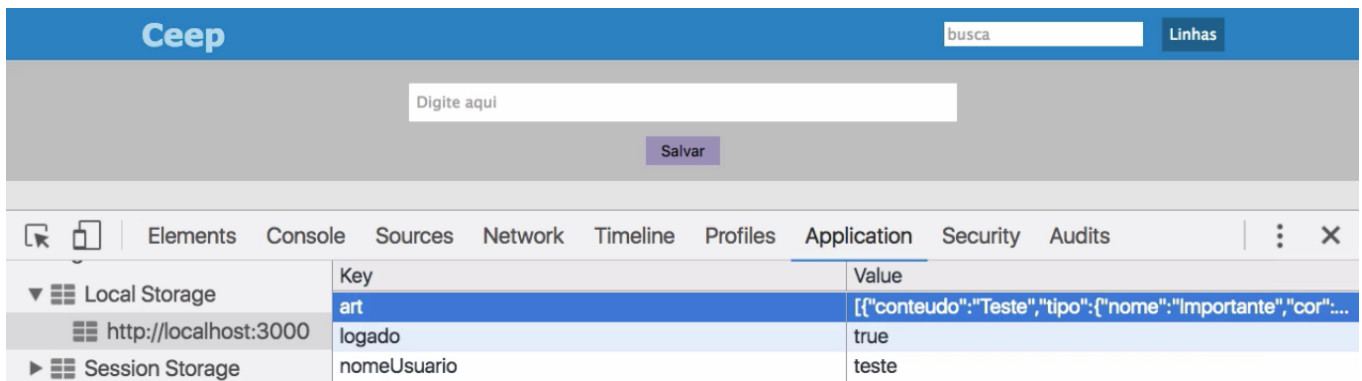 Ceep busca Linhas
Digite aqui
Salvar
Elements Console Sources Network Timeline Profiles Application Security Audits
Key Value
Local Storage
art [{"conteudo":"Teste","tipo":{"nome":"Importante","cor":...
http://localhost:3000
logado true
Session Storage
nomeUsuario teste